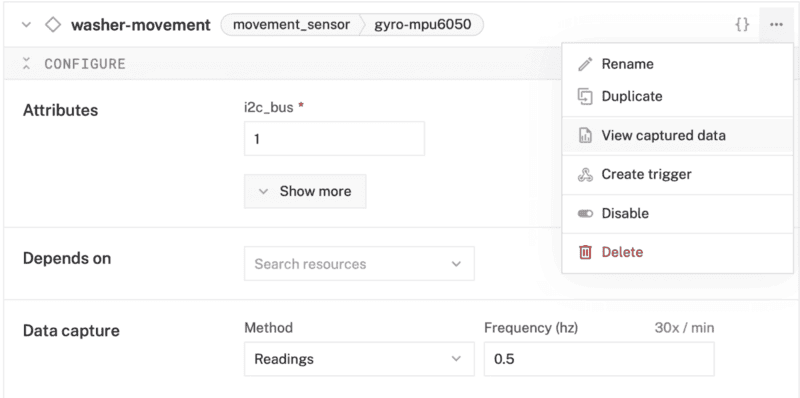 washer-movement movement_sensor gyro-mpu6050 {} ...
CONFIGURE
Rename
Duplicate
View captured data
Create trigger
Disable
Delete
Attributes
i2c_bus *
1
Show more
Depends on
Search resources
Data capture
Method
Readings
Frequency (hz) 30x / min
0.5